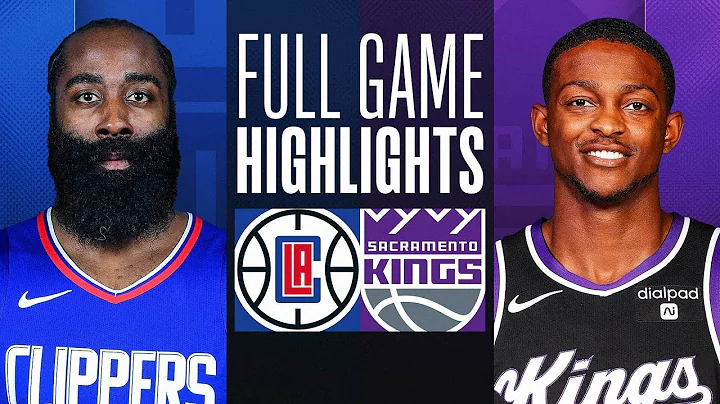 FULL GAME
HIGHLIGHTS
LA
SACRAMENTO
KINGS
dialpad
Ai
CLIPPERS
Kings